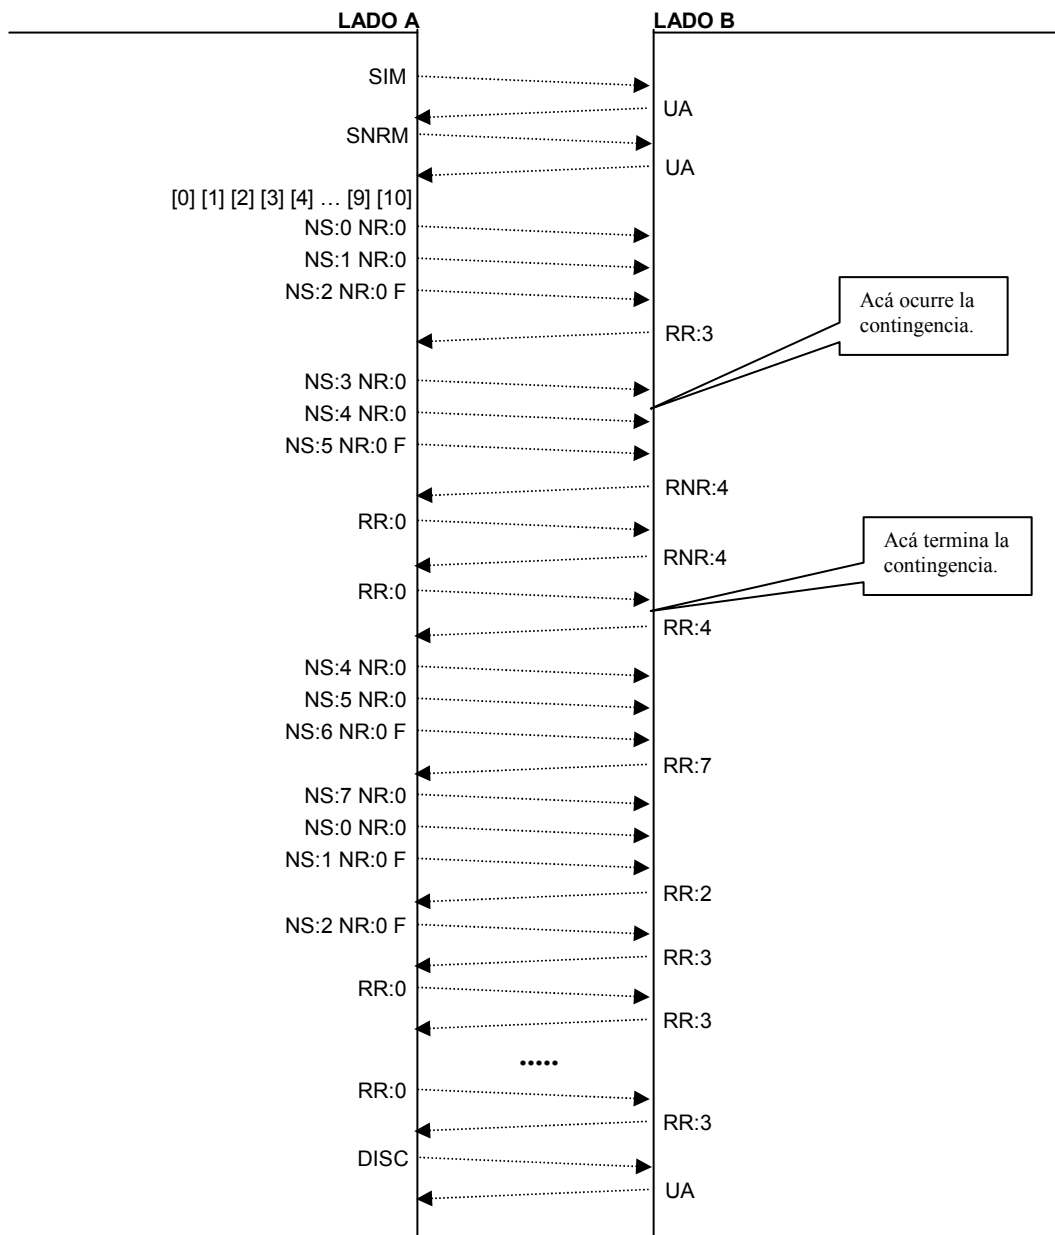 LADO A LADO B
SIM
UA
SNRM
UA
[0] [1] [2] [3] [4] … [9] [10]
NS:0 NR:0
NS:1 NR:0
NS:2 NR:0 F
Acá ocurre la
contingencia.
RR:3
NS:3 NR:0
NS:4 NR:0
NS:5 NR:0 F
RNR:4
RR:0
Acá termina la
contingencia.
RNR:4
RR:0
RR:4
NS:4 NR:0
NS:5 NR:0
NS:6 NR:0 F
RR:7
NS:7 NR:0
NS:0 NR:0
NS:1 NR:0 F
RR:2
NS:2 NR:0 F
RR:3
RR:0
RR:3
.....
RR:0
RR:3
DISC
UA